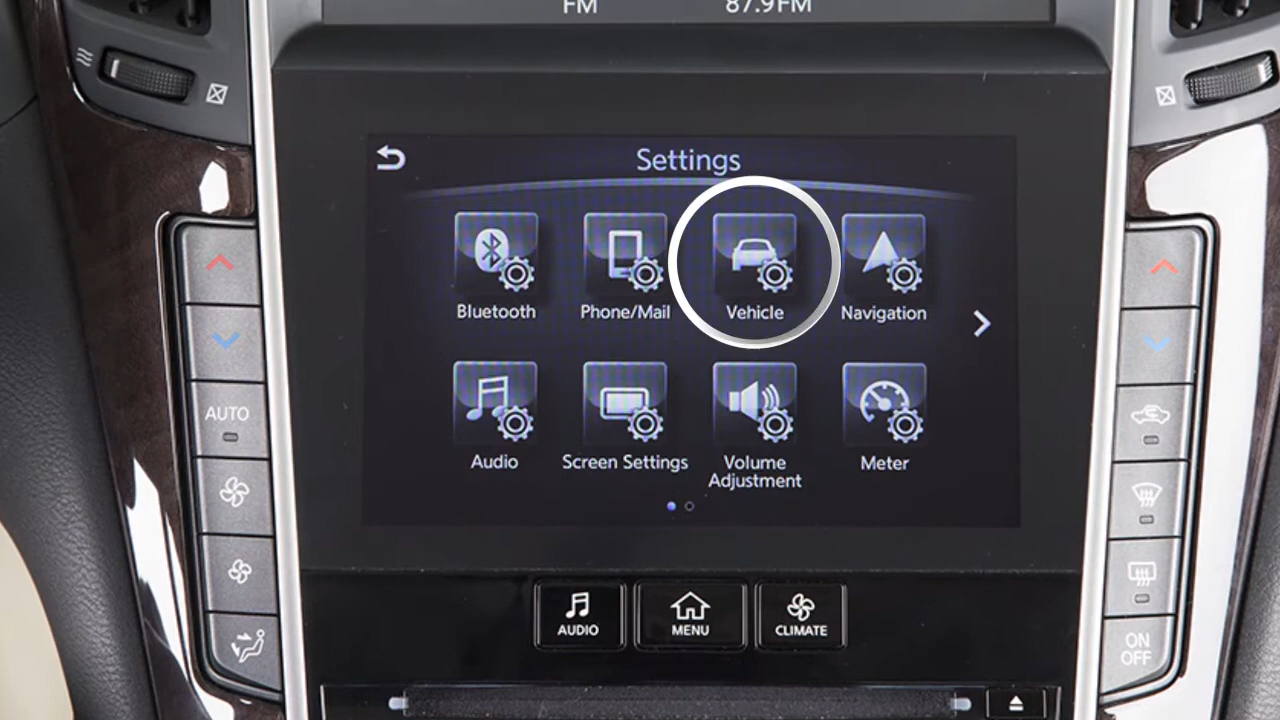 FM
87.9FM
Settings
Bluetooth
Phone/Mail
Vehicle
Navigation
Audio
Screen Settings
Volume
Adjustment
Meter
AUTO
ON
OFF
AUDIO
MENU
CLIMATE